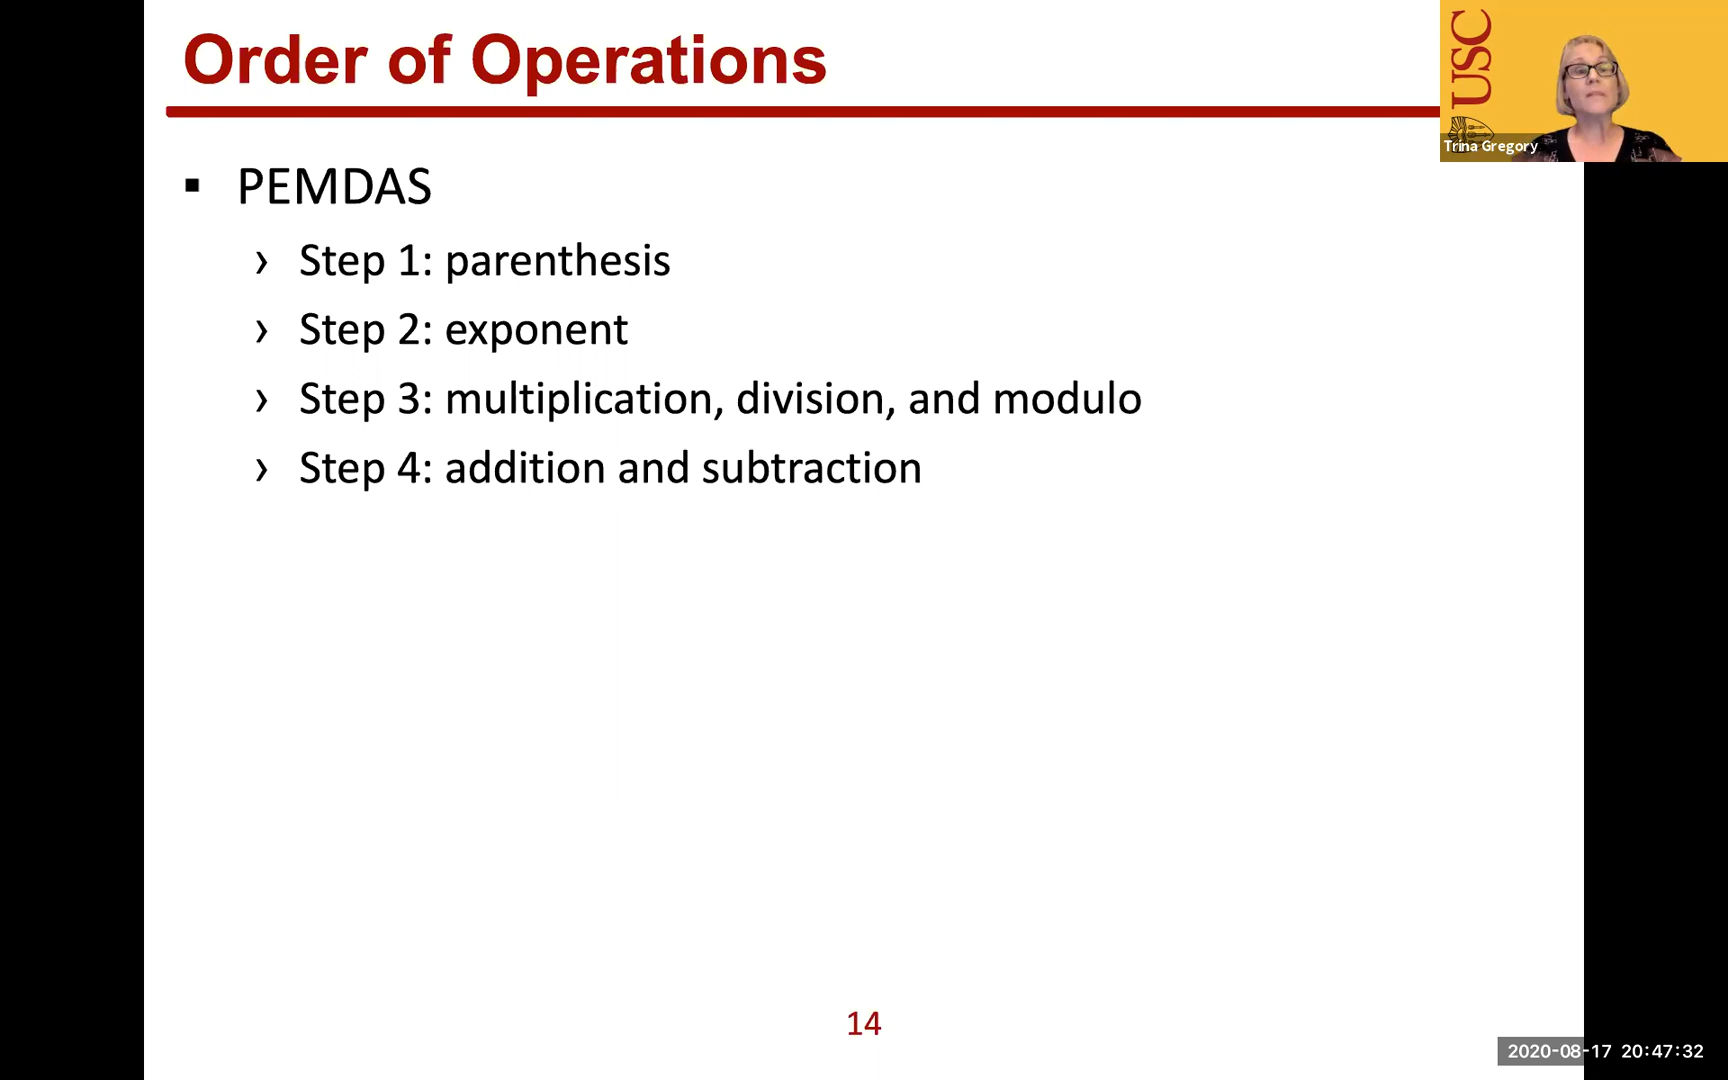 Order of Operations
USC
Trina Gregory
▪ PEMDAS
› Step 1: parenthesis
› Step 2: exponent
› Step 3: multiplication, division, and modulo
› Step 4: addition and subtraction
14
2020-08-17 20:47:32